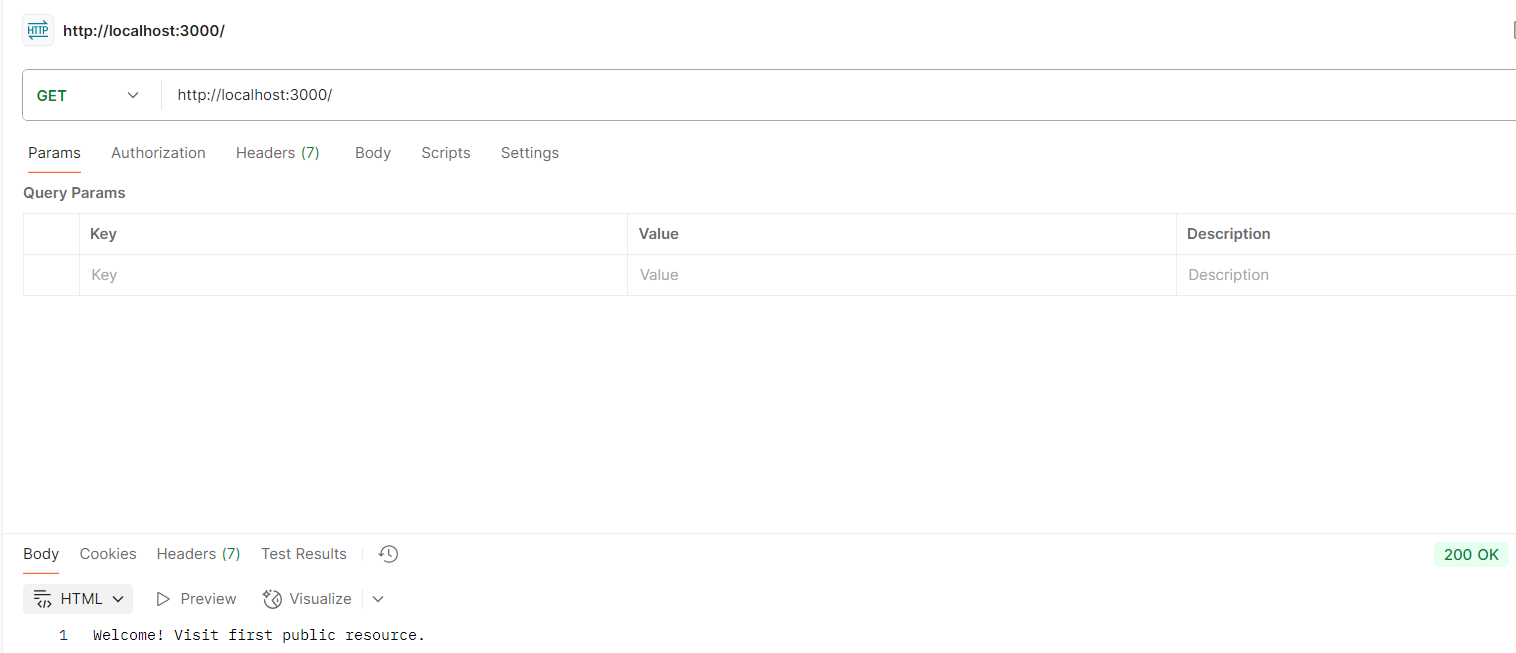 HTTP http://localhost:3000/
GET http://localhost:3000/
Params Authorization Headers (7) Body Scripts Settings
Query Params
Key Value Description
Key Value Description
Body Cookies Headers (7) Test Results 200 OK
HTML Preview Visualize
1 Welcome! Visit first public resource.